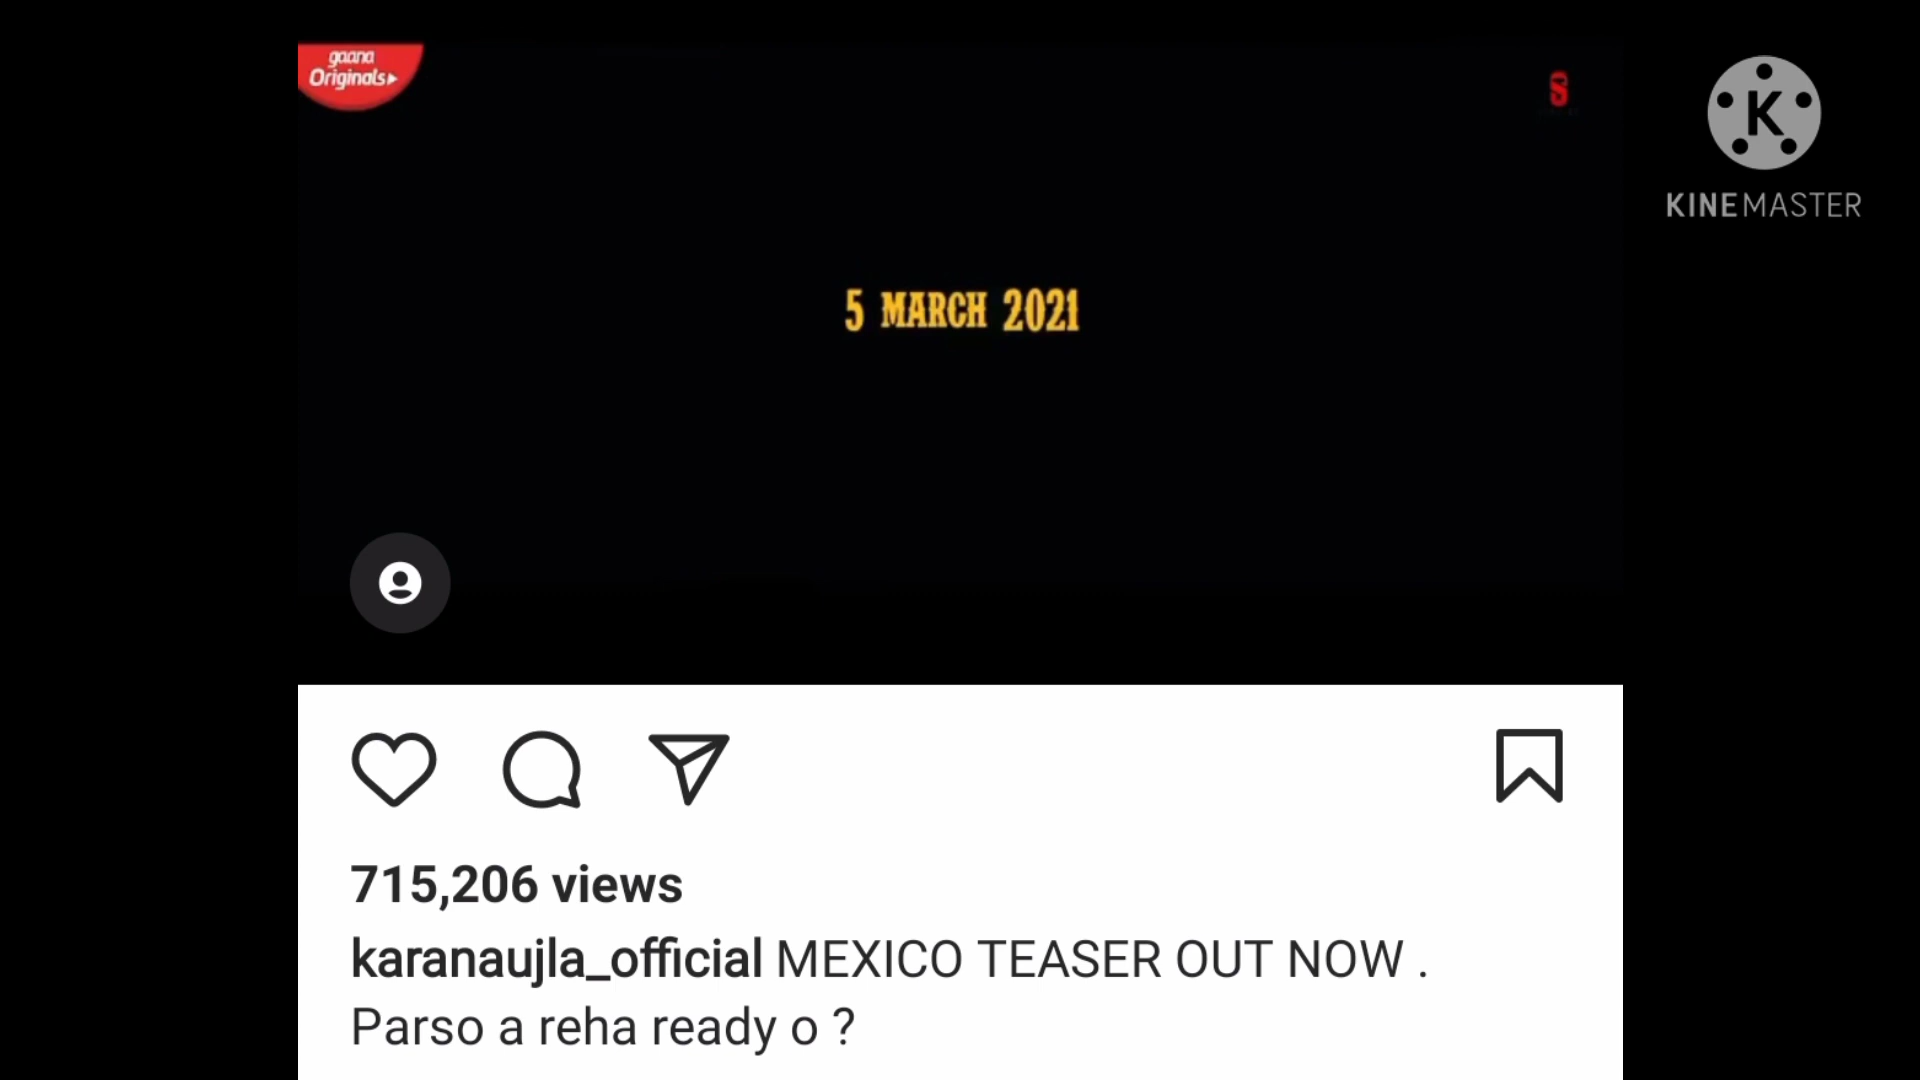 gaana
Originals
S
K
KINEMASTER
5 MARCH 2021
715,206 views
karanaujla_official MEXICO TEASER OUT NOW .
Parso a reha ready o ?